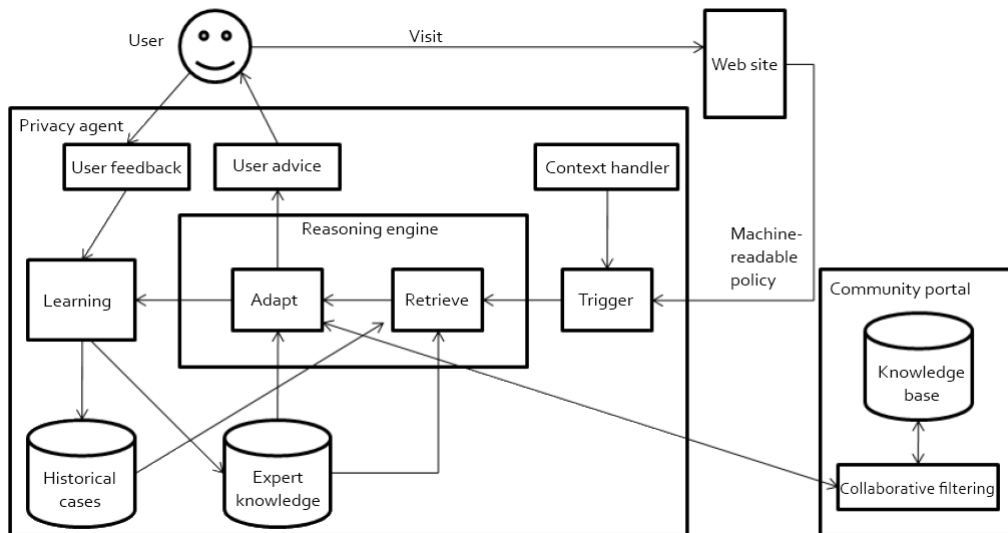 User
Visit
Web site
Privacy agent
User feedback
User advice
Context handler
Reasoning engine
Machine-
readable
policy
Learning
Adapt
Retrieve
Trigger
Community portal
Knowledge
base
Historical
cases
Expert
knowledge
Collaborative filtering